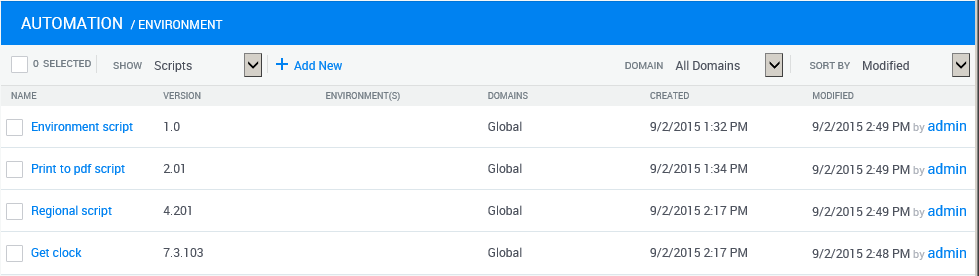 AUTOMATION / ENVIRONMENT
0 SELECTED SHOW Scripts + Add New DOMAIN All Domains SORT BY Modified
NAME VERSION ENVIRONMENT(S) DOMAINS CREATED MODIFIED
Environment script 1.0 Global 9/2/2015 1:32 PM 9/2/2015 2:49 PM by admin
Print to pdf script 2.01 Global 9/2/2015 1:34 PM 9/2/2015 2:49 PM by admin
Regional script 4.201 Global 9/2/2015 2:17 PM 9/2/2015 2:49 PM by admin
Get clock 7.3.103 Global 9/2/2015 2:17 PM 9/2/2015 2:48 PM by admin